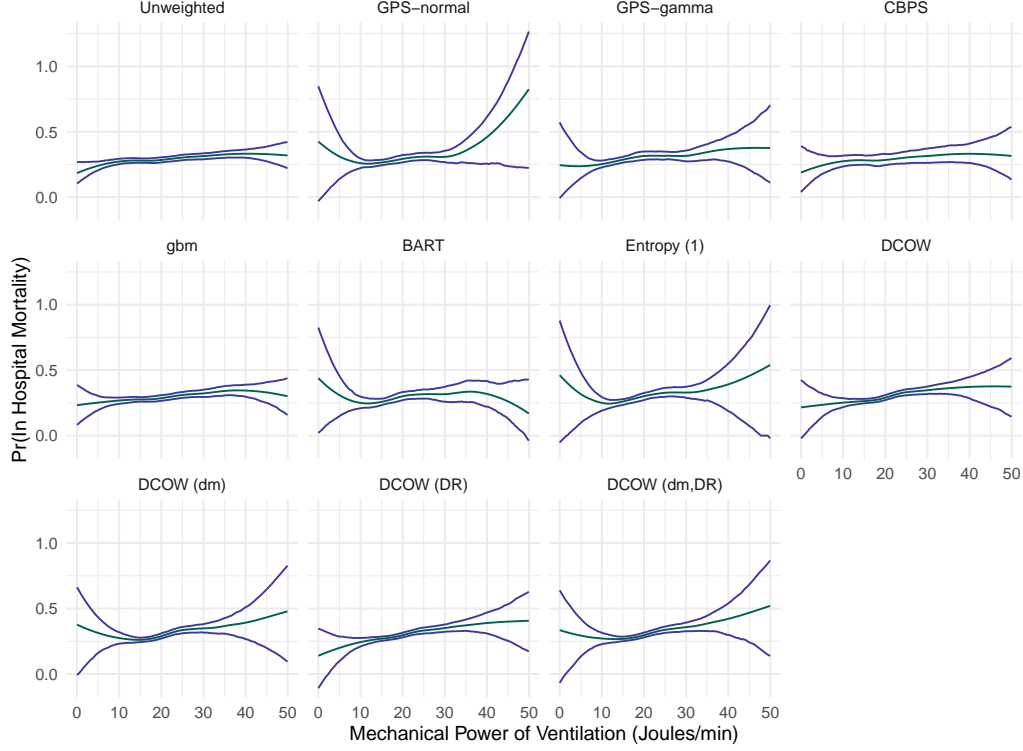 Unweighted GPS−normal GPS−gamma CBPS
1.0
0.5
0.0
gbm BART Entropy (1) DCOW
1.0
0.5
0.0
0 10 20 30 40 50
DCOW (dm) DCOW (DR) DCOW (dm,DR)
1.0
0.5
0.0
0 10 20 30 40 50 0 10 20 30 40 50 0 10 20 30 40 50
Mechanical Power of Ventilation (Joules/min)
Pr(In Hospital Mortality)